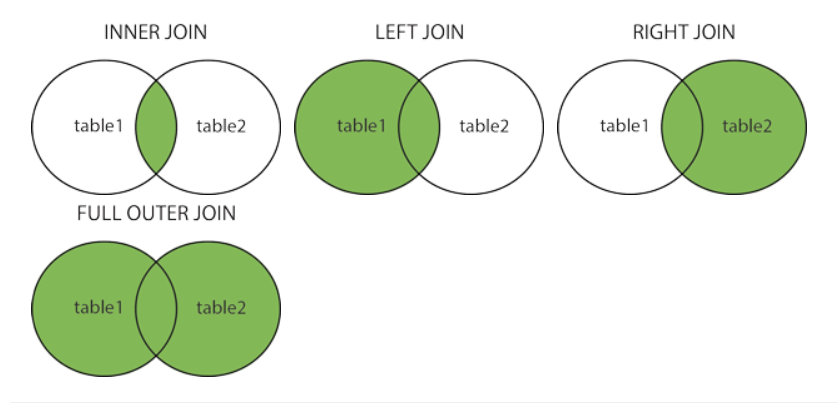 INNER JOIN
LEFT JOIN
RIGHT JOIN
table1
table2
table1
table2
table1
table2
FULL OUTER JOIN
table1
table2